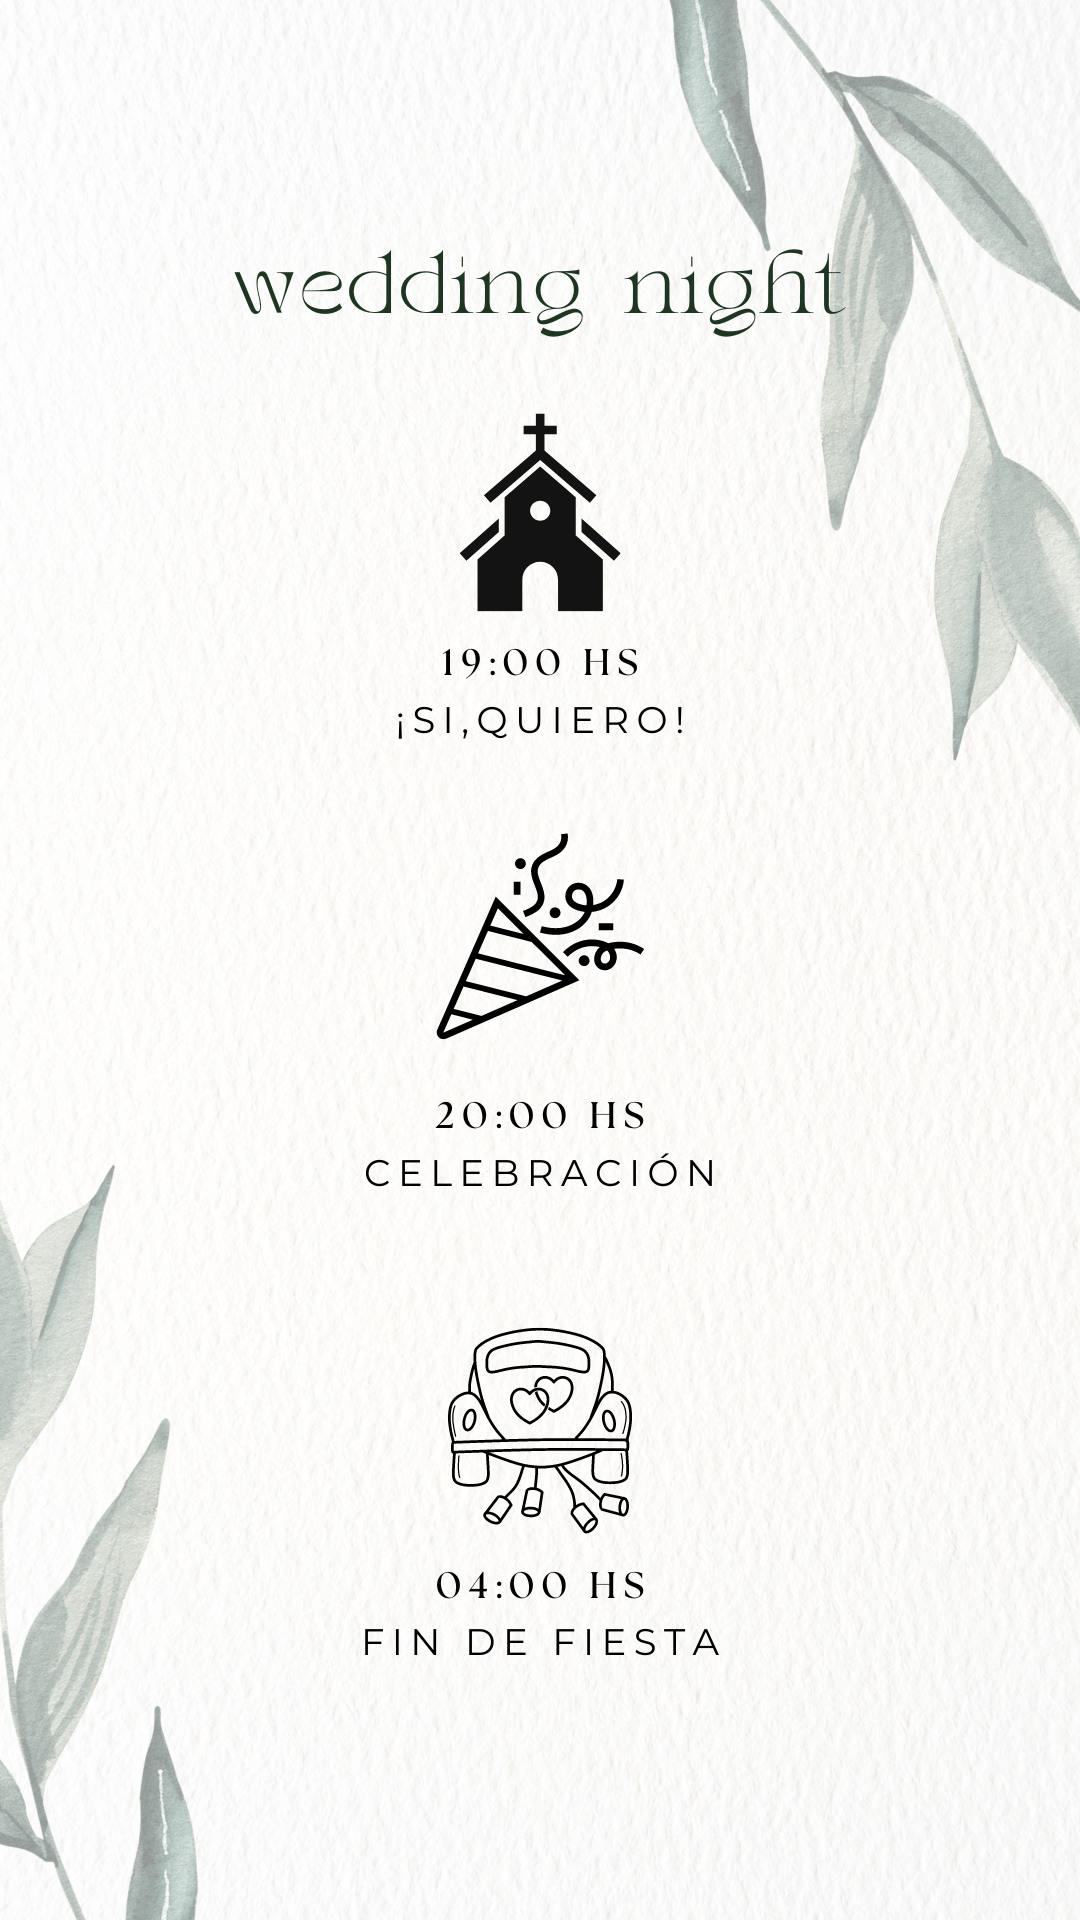 wedding night
19:00 HS
¡SI,QUIERO!
20:00 HS
CELEBRACIÓN
04:00 HS
FIN DE FIESTA